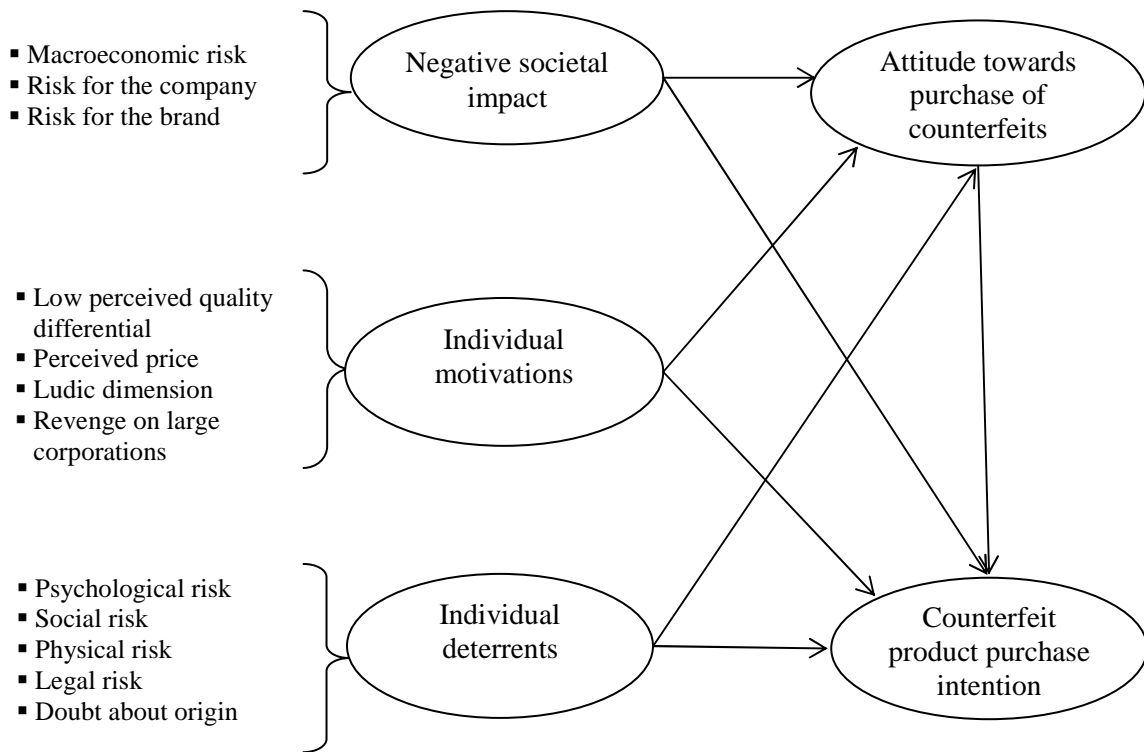 ▪ Macroeconomic risk
▪ Risk for the company
▪ Risk for the brand
Negative societal
impact
Attitude towards
purchase of
counterfeits
▪ Low perceived quality
differential
▪ Perceived price
▪ Ludic dimension
▪ Revenge on large
corporations
Individual
motivations
▪ Psychological risk
▪ Social risk
▪ Physical risk
▪ Legal risk
▪ Doubt about origin
Individual
deterrents
Counterfeit
product purchase
intention